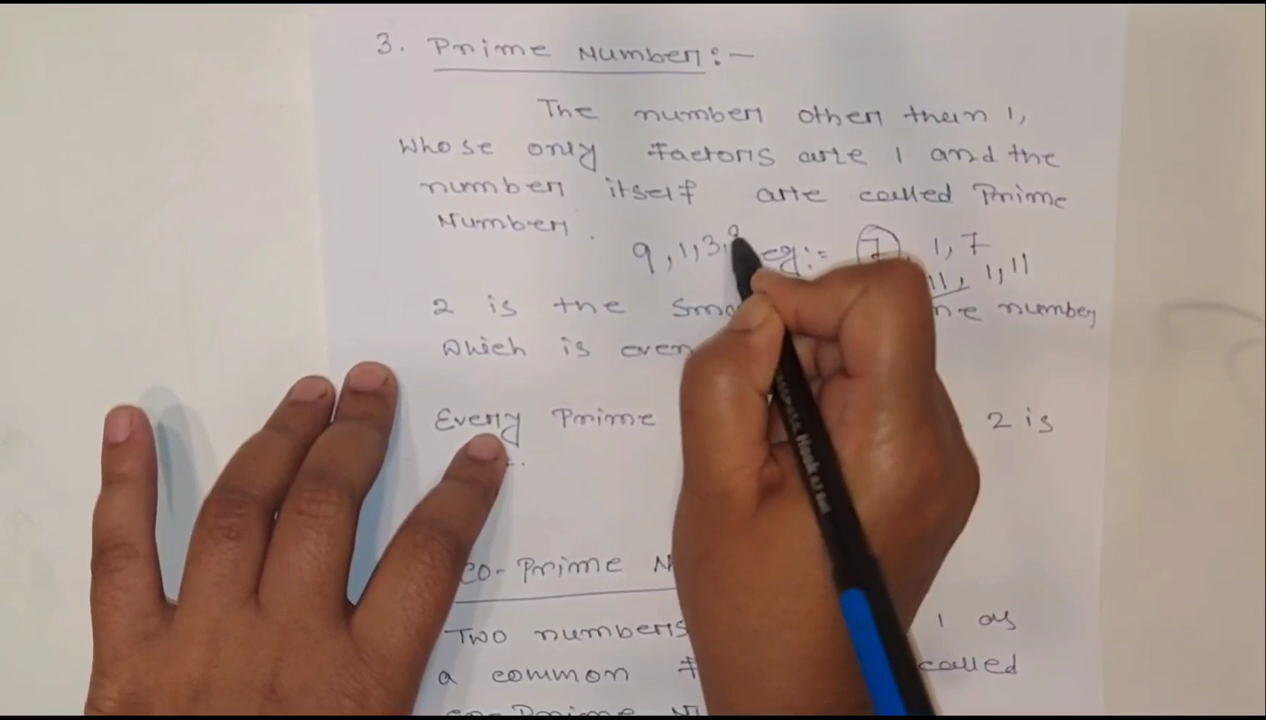 3. Prime Number:-
The number other than 1,
whose only factors are 1 and the
number itself are called Prime
Number.
9, 1, 3, 9 eg:- 7, 1, 7
11, 1, 11
2 is the number
which is even
Every Prime 2 is
co-Prime
Two numbers 1 as
a common called
co-Prime